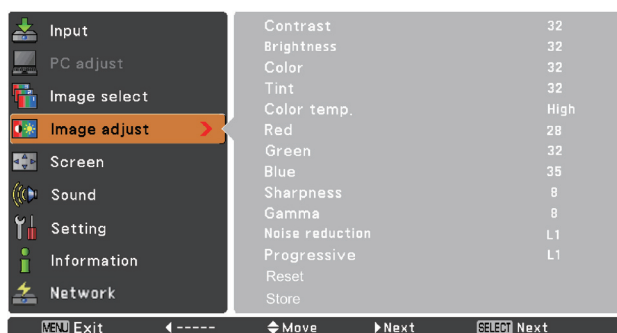 Input
PC adjust
Image select
Image adjust
Screen
Sound
Setting
Information
Network
Contrast 32
Brightness 32
Color 32
Tint 32
Color temp. High
Red 28
Green 32
Blue 35
Sharpness 8
Gamma 8
Noise reduction L1
Progressive L1
Reset
Store
MENU Exit ◀ ----- Move ▶ Next SELECT Next